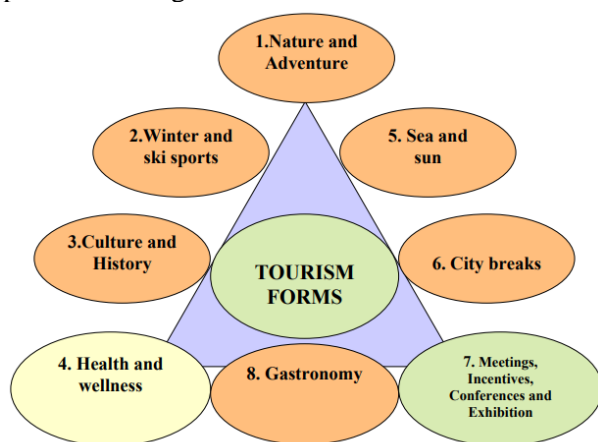 1.Nature and
Adventure
2.Winter and
ski sports
5. Sea and
sun
3.Culture and
History
TOURISM
FORMS
6. City breaks
4. Health and
wellness
8. Gastronomy
7. Meetings,
Incentives,
Conferences and
Exhibition